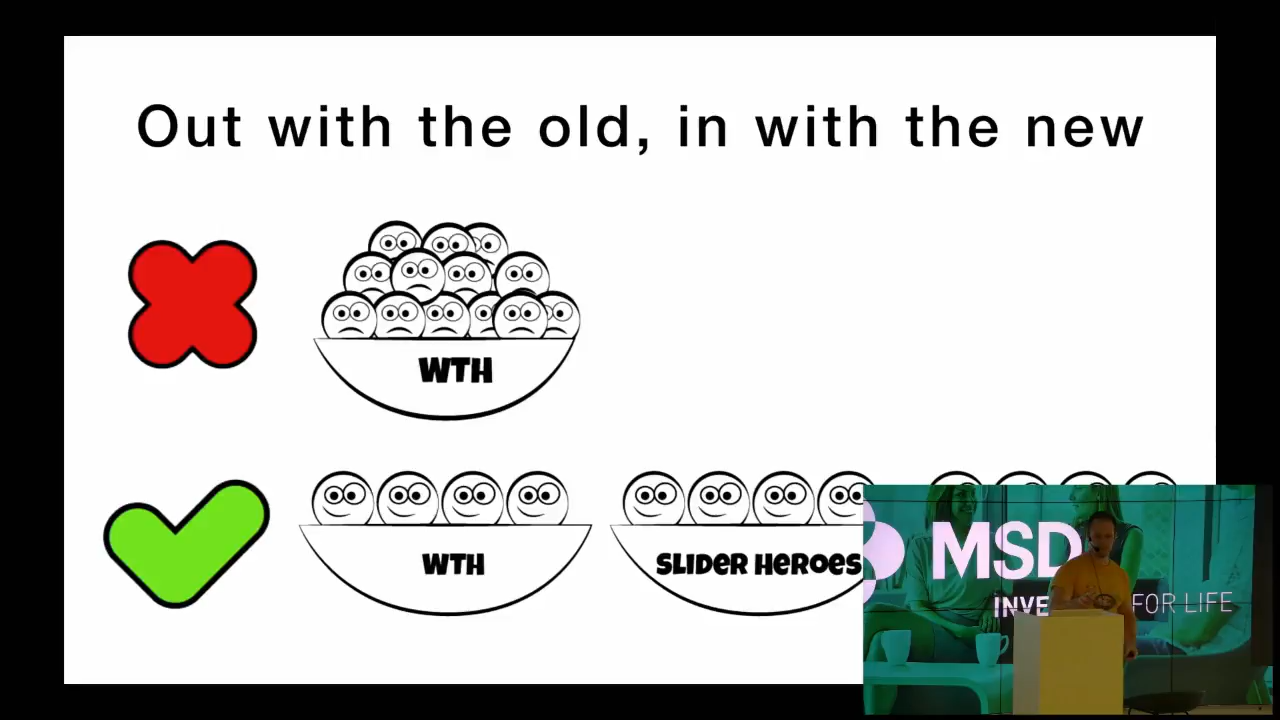 Out with the old, in with the new
WTH
WTH
SLIDER HEROES
MSD
INVE FOR LIFE